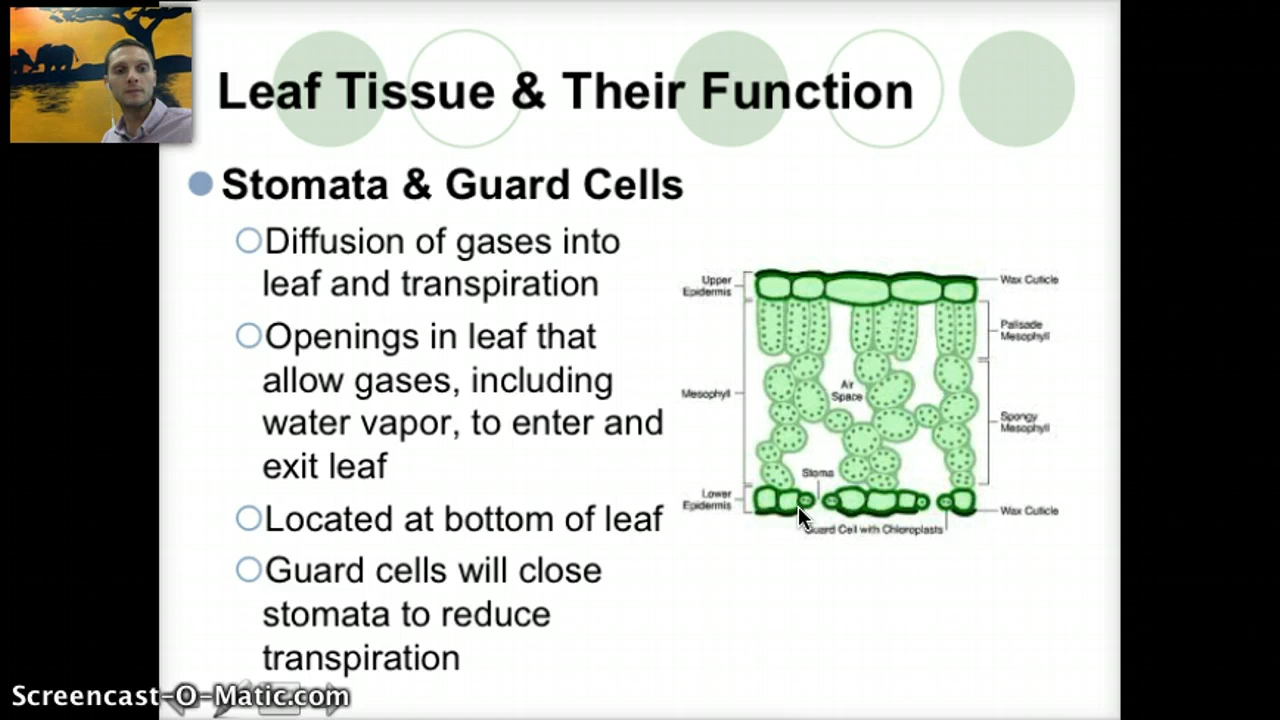 Leaf Tissue & Their Function
Stomata & Guard Cells
Diffusion of gases into
leaf and transpiration
Openings in leaf that
allow gases, including
water vapor, to enter and
exit leaf
Located at bottom of leaf
Guard cells will close
stomata to reduce
transpiration
Upper
Epidermis
Wax Cuticle
Palisade
Mesophyll
Mesophyll
Air
Space
Spongy
Mesophyll
Stoma
Lower
Epidermis
Wax Cuticle
Guard Cell with Chloroplasts
Screencast-O-Matic.com